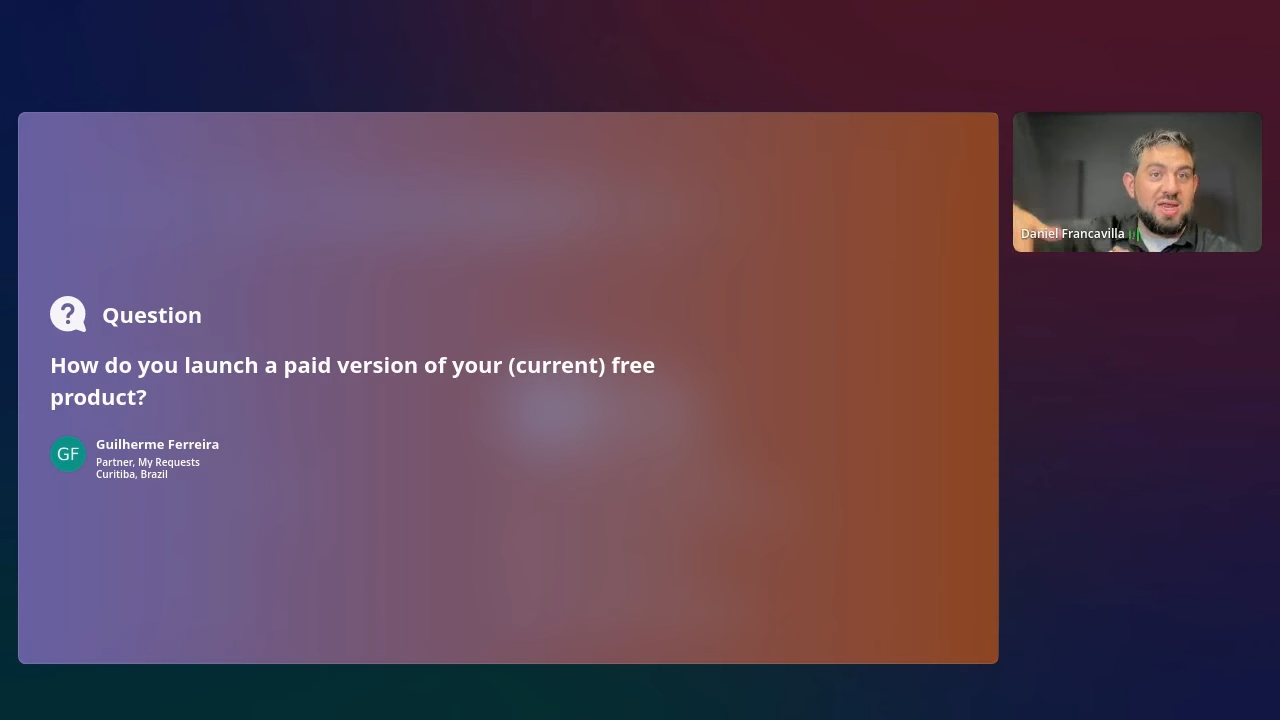 Question
How do you launch a paid version of your (current) free
product?
GF
Guilherme Ferreira
Partner, My Requests
Curitiba, Brazil
Daniel Francavilla